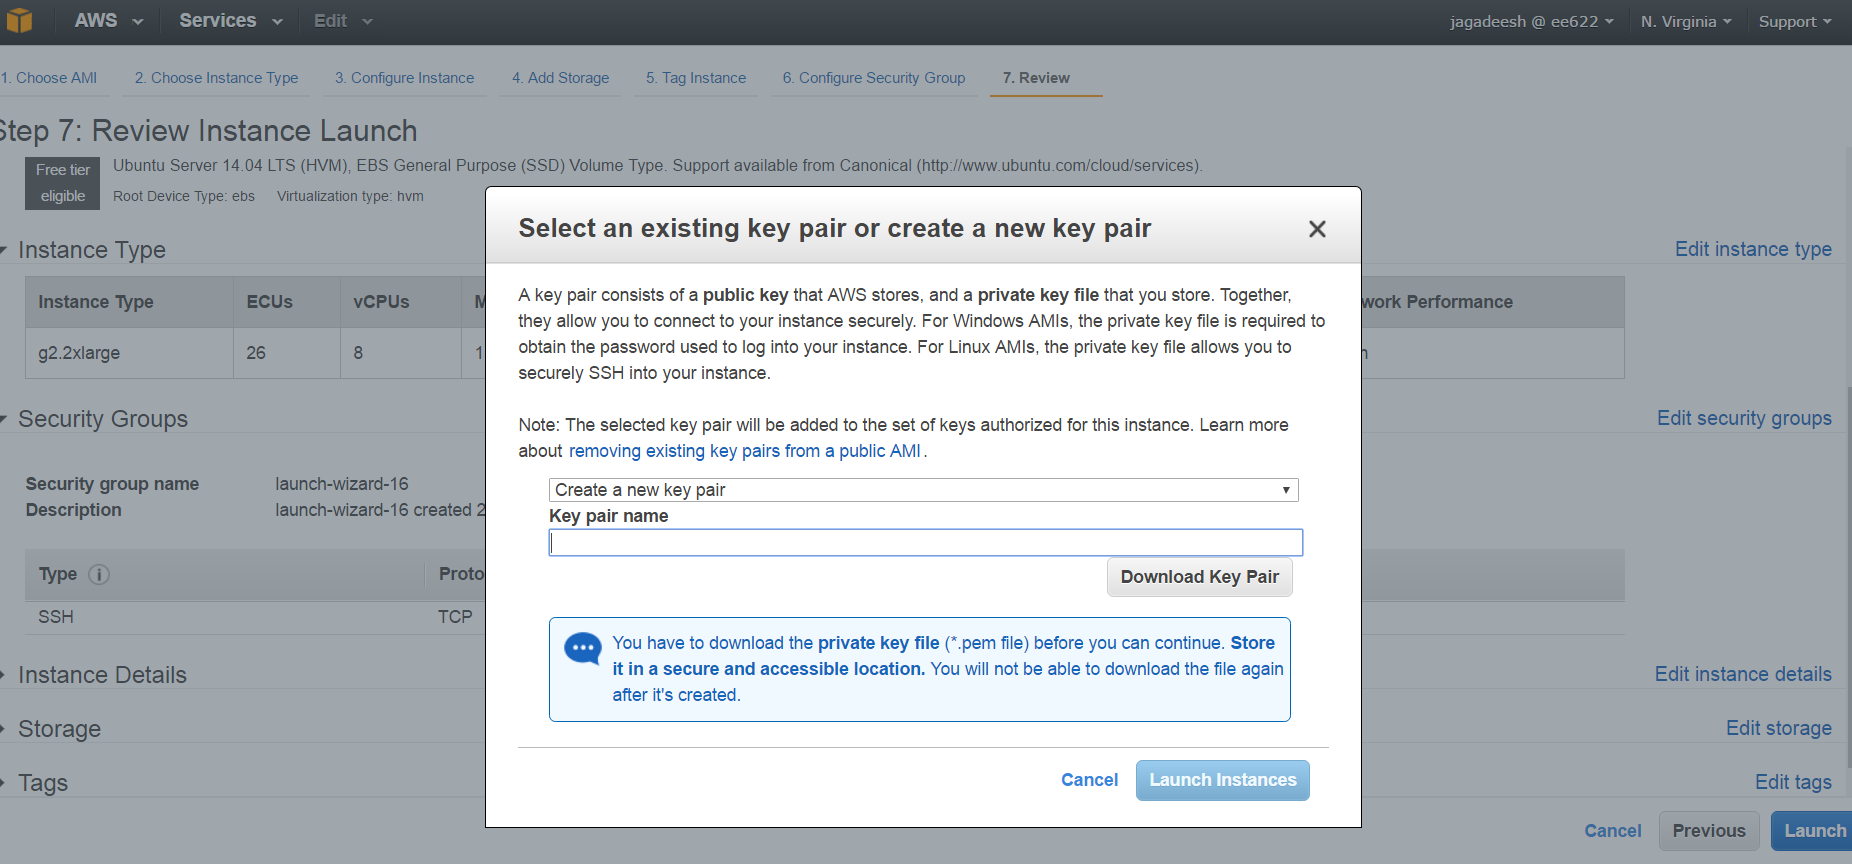 AWS Services Edit jagadeesh @ ee622 N. Virginia Support
1. Choose AMI 2. Choose Instance Type 3. Configure Instance 4. Add Storage 5. Tag Instance 6. Configure Security Group 7. Review
Step 7: Review Instance Launch
Free tier eligible
Ubuntu Server 14.04 LTS (HVM), EBS General Purpose (SSD) Volume Type. Support available from Canonical (http://www.ubuntu.com/cloud/services).
Root Device Type: ebs Virtualization type: hvm
Instance Type Edit instance type
Instance Type ECUs vCPUs M work Performance
g2.2xlarge 26 8 1
Security Groups Edit security groups
Security group name launch-wizard-16
Description launch-wizard-16 created 2
Type i Proto
SSH TCP
Instance Details Edit instance details
Storage Edit storage
Tags Edit tags
Cancel Previous Launch
Select an existing key pair or create a new key pair
A key pair consists of a public key that AWS stores, and a private key file that you store. Together,
they allow you to connect to your instance securely. For Windows AMIs, the private key file is required to
obtain the password used to log into your instance. For Linux AMIs, the private key file allows you to
securely SSH into your instance.
Note: The selected key pair will be added to the set of keys authorized for this instance. Learn more
about removing existing key pairs from a public AMI .
Create a new key pair
Key pair name
Download Key Pair
You have to download the private key file (*.pem file) before you can continue. Store
it in a secure and accessible location. You will not be able to download the file again
after it's created.
Cancel Launch Instances